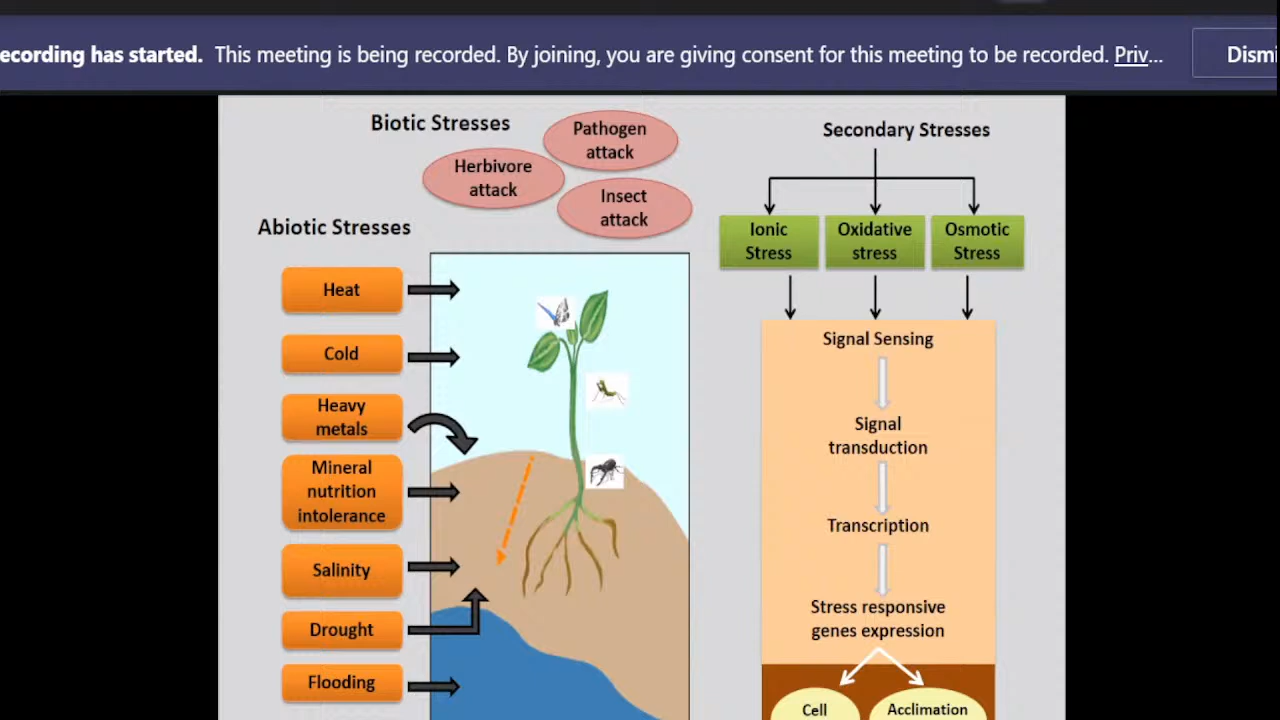 ecording has started. This meeting is being recorded. By joining, you are giving consent for this meeting to be recorded. Priv...
Dismi
Biotic Stresses
Pathogen
attack
Herbivore
attack
Insect
attack
Abiotic Stresses
Heat
Cold
Heavy
metals
Mineral
nutrition
intolerance
Salinity
Drought
Flooding
Secondary Stresses
Ionic
Stress
Oxidative
stress
Osmotic
Stress
Signal Sensing
Signal
transduction
Transcription
Stress responsive
genes expression
Cell
Acclimation